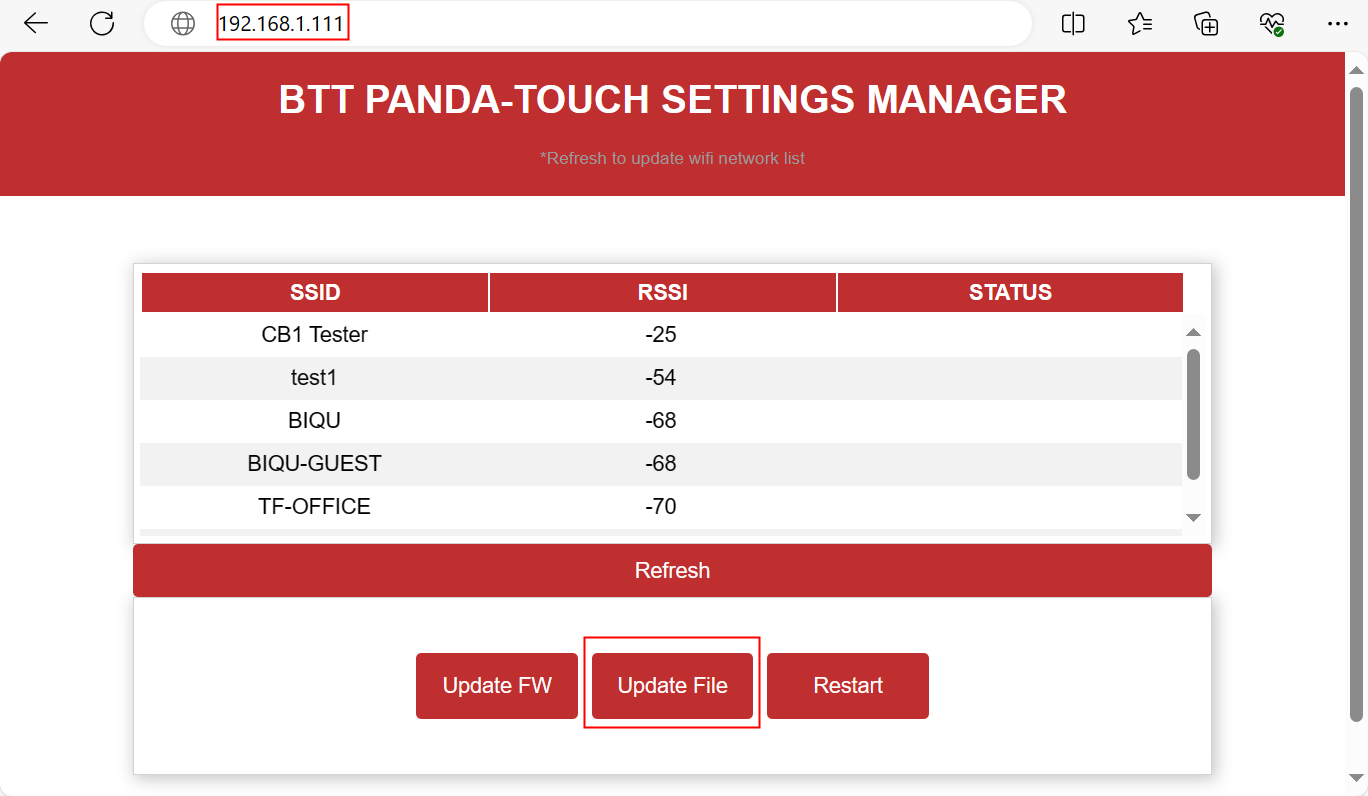 192.168.1.111
BTT PANDA-TOUCH SETTINGS MANAGER
*Refresh to update wifi network list
SSID RSSI STATUS
CB1 Tester -25
test1 -54
BIQU -68
BIQU-GUEST -68
TF-OFFICE -70
Refresh
Update FW Update File Restart